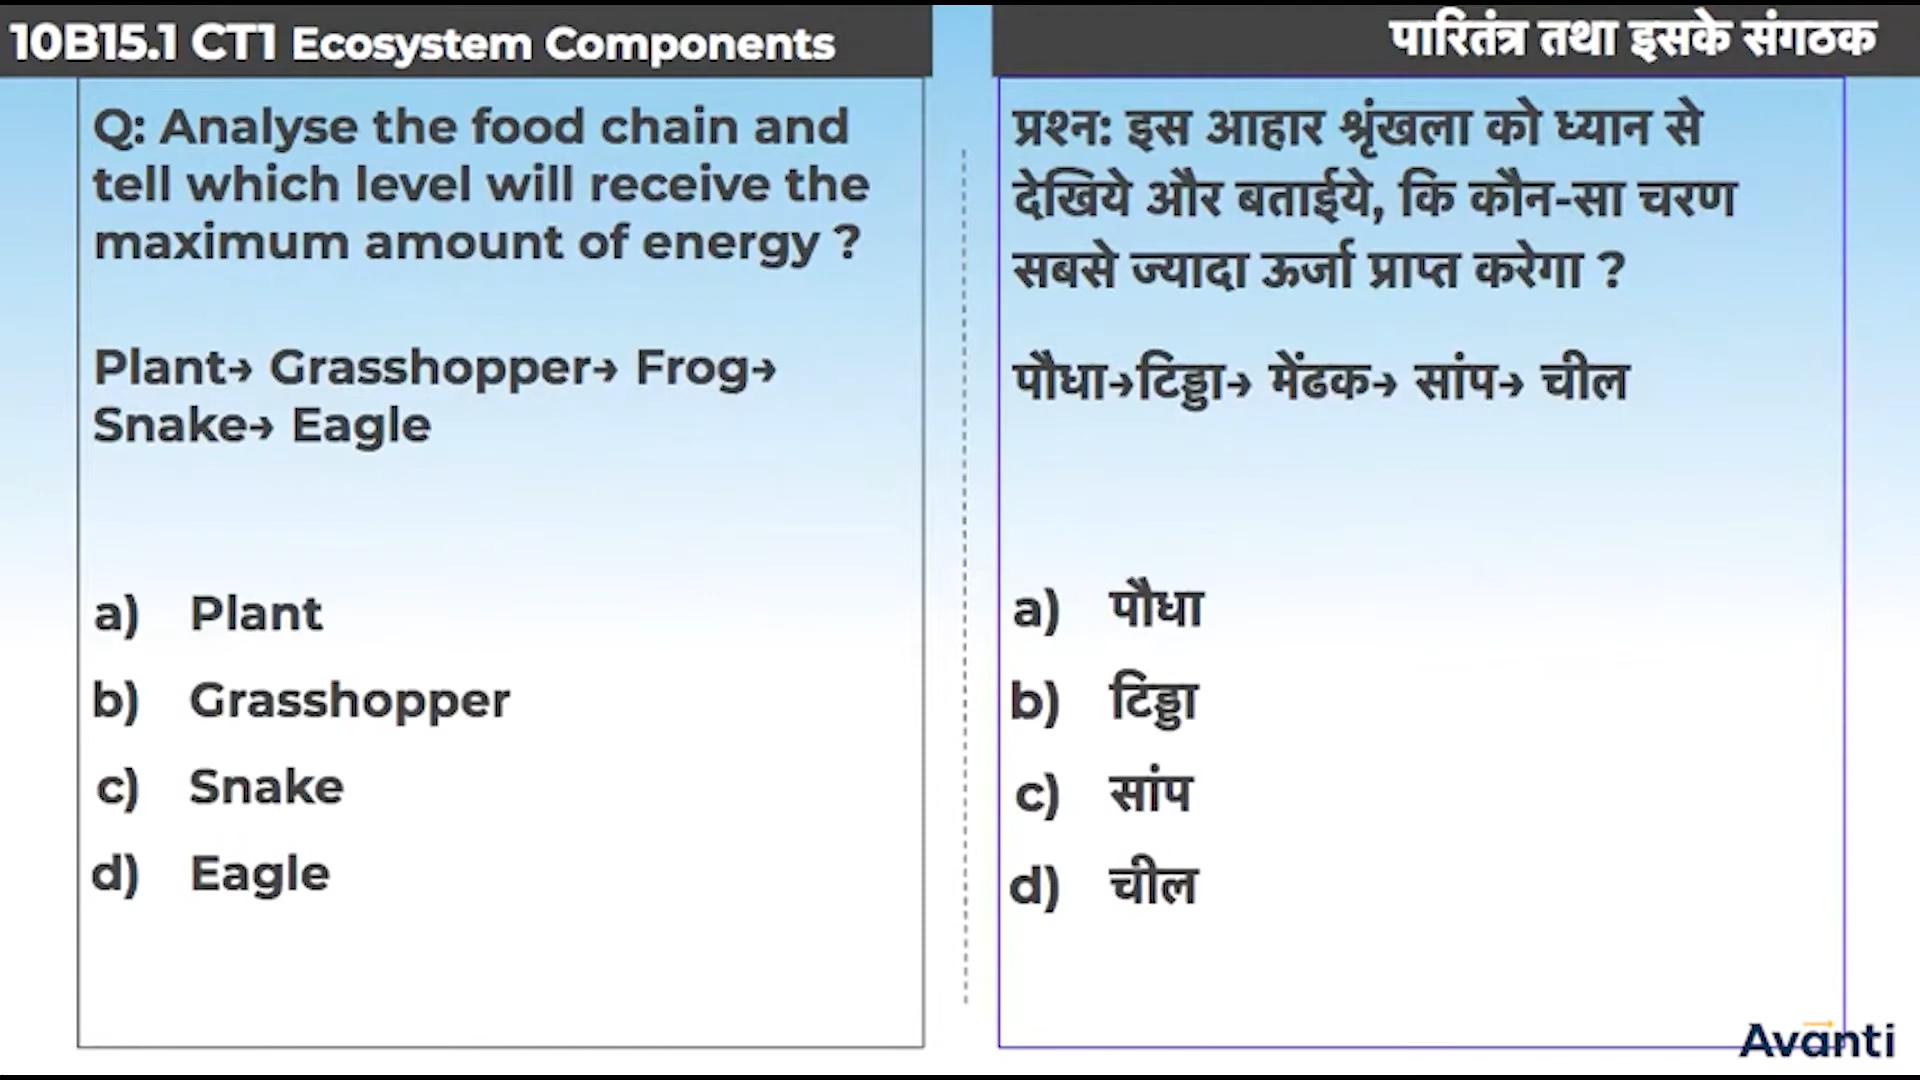 10B15.1 CT1 Ecosystem Components
Q: Analyse the food chain and
tell which level will receive the
maximum amount of energy ?
Plant→ Grasshopper→ Frog→
Snake→ Eagle
a) Plant
b) Grasshopper
c) Snake
d) Eagle
पारितंत्र तथा इसके संगठक
प्रश्न: इस आहार श्रृंखला को ध्यान से
देखिये और बताईये, कि कौन-सा चरण
सबसे ज्यादा ऊर्जा प्राप्त करेगा ?
पौधा→टिड्डा→ मेंढक→ सांप→ चील
a) पौधा
b) टिड्डा
c) सांप
d) चील
Avanti